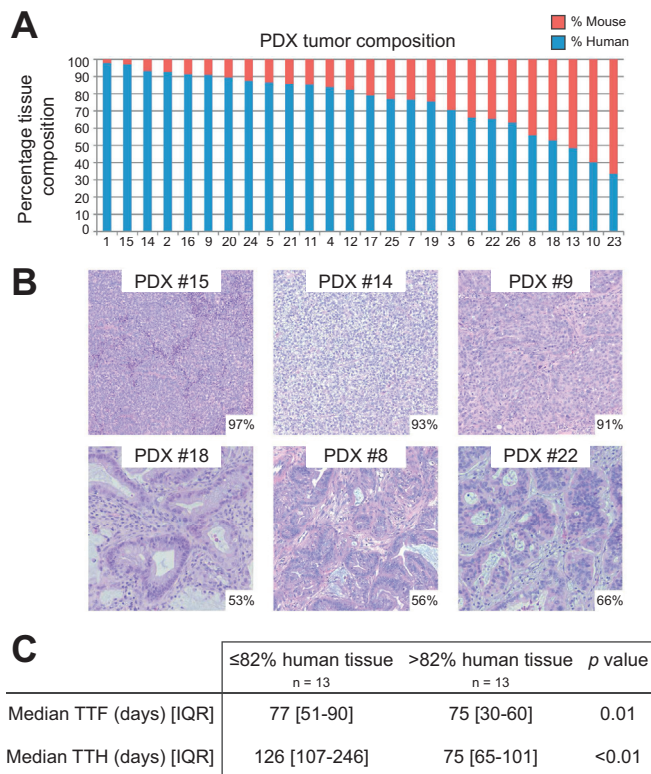 A
% Mouse
% Human
PDX tumor composition
Percentage tissue
composition
100
90
80
70
60
50
40
30
20
10
0
1 15 14 2 16 9 20 24 5 21 11 4 12 17 25 7 19 3 6 22 26 8 18 13 10 23
B
PDX #15 PDX #14 PDX #9
97% 93% 91%
PDX #18 PDX #8 PDX #22
53% 56% 66%
C
≤82% human tissue >82% human tissue p value
n = 13 n = 13
Median TTF (days) [IQR] 77 [51-90] 75 [30-60] 0.01
Median TTH (days) [IQR] 126 [107-246] 75 [65-101] <0.01